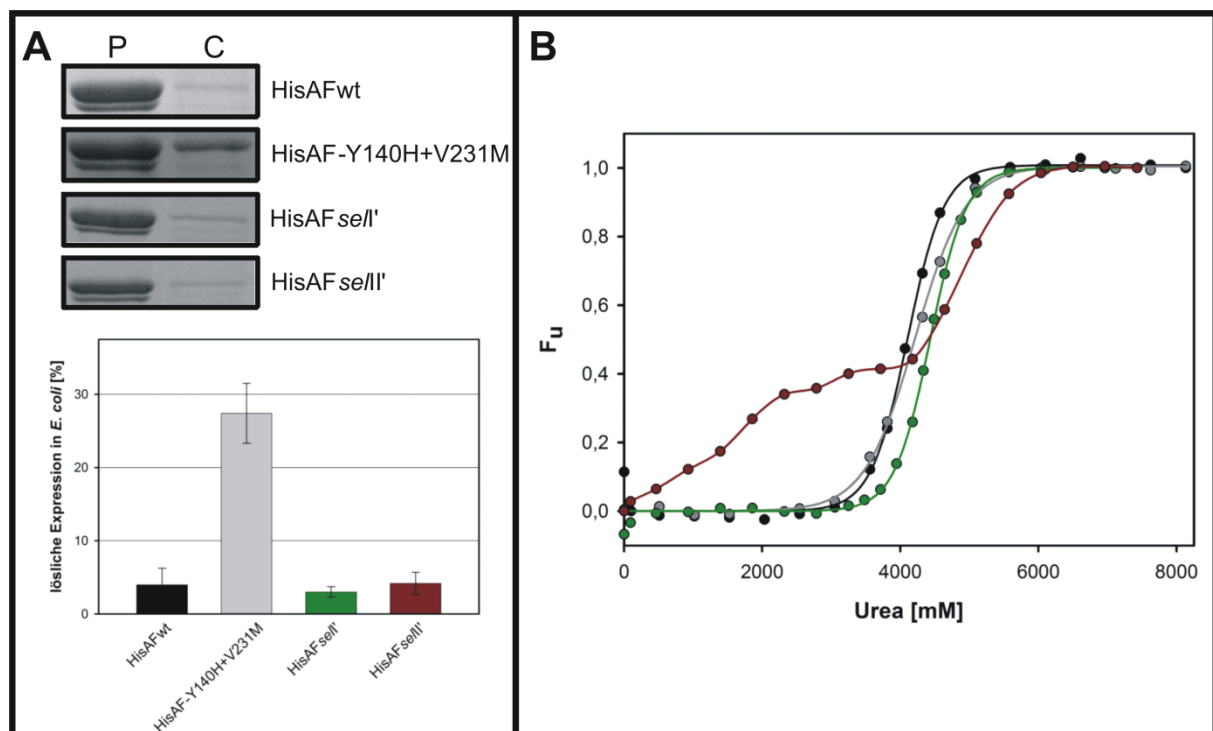 A
P C
HisAFwt
HisAF-Y140H+V231M
HisAFselI'
HisAFselII'
lösliche Expression in E. coli [%]
30
20
10
0
HisAFwt
HisAF-Y140H+V231M
HisAFselI'
HisAFselII'
B
Fu
1,0
0,8
0,6
0,4
0,2
0,0
0 2000 4000 6000 8000
Urea [mM]